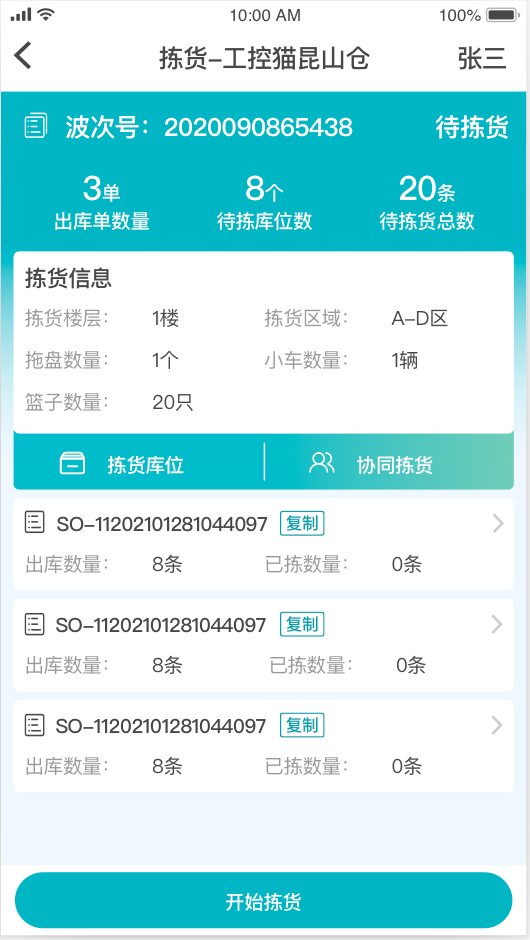 10:00 AM 100%
拣货-工控猫昆山仓 张三
波次号：2020090865438 待拣货
3单 8个 20条
出库单数量 待拣库位数 待拣货总数
拣货信息
拣货楼层： 1楼 拣货区域： A-D区
拖盘数量： 1个 小车数量： 1辆
篮子数量： 20只
拣货库位 协同拣货
SO-11202101281044097 复制
出库数量： 8条 已拣数量： 0条
SO-11202101281044097 复制
出库数量： 8条 已拣数量： 0条
SO-11202101281044097 复制
出库数量： 8条 已拣数量： 0条
开始拣货